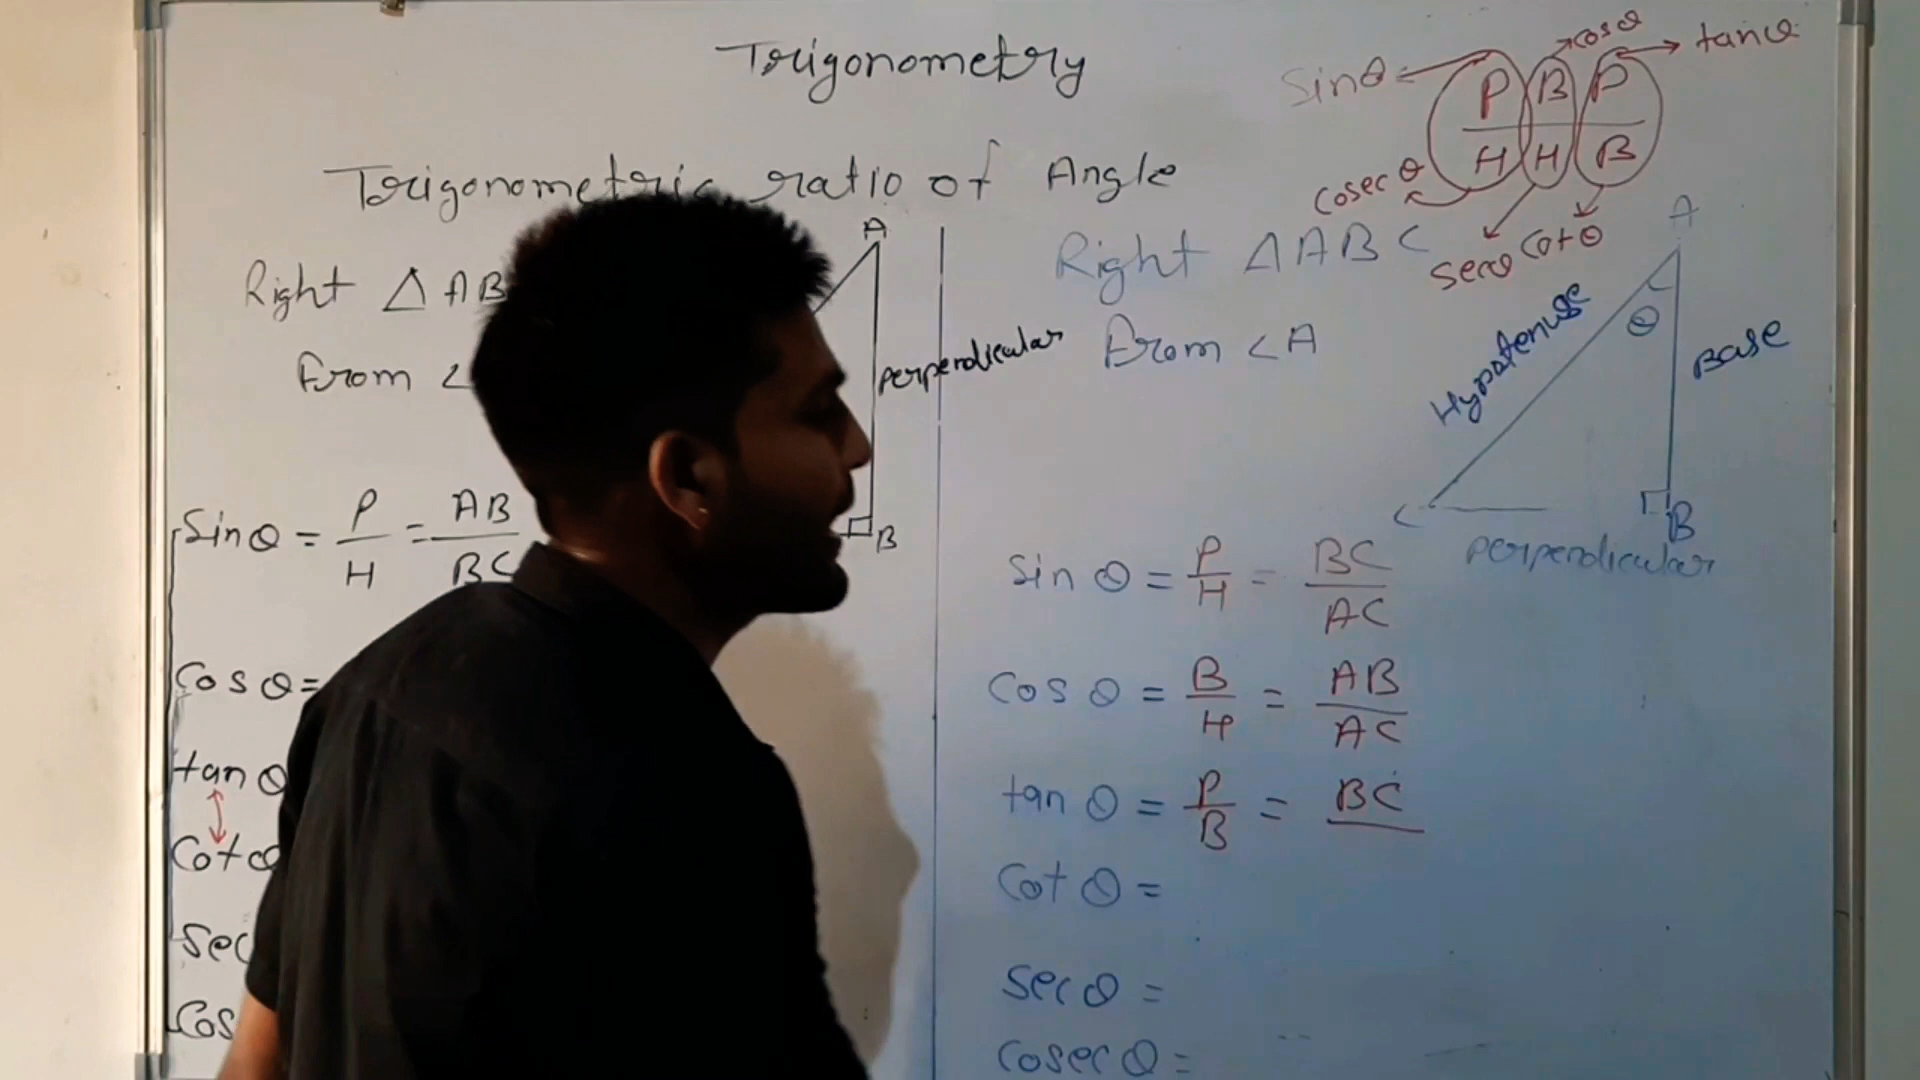 Trigonometry
Trigonometric ratio of Angle
Sinθ
cosθ
tanθ
P B P
H H B
cosec θ
secθ
cotθ
Right △ AB
From ∠
A
perpendicular
B
Sinθ = P/H = AB/BC
Cos θ =
tan θ
Cot θ
Sec
Cos
Right △ABC
From ∠A
A
θ
Hypotenuse
Base
C
B
perpendicular
Sin θ = P/H = BC/AC
Cos θ = B/H = AB/AC
tan θ = P/B = BC
Cot θ =
Sec θ =
Cosec θ =